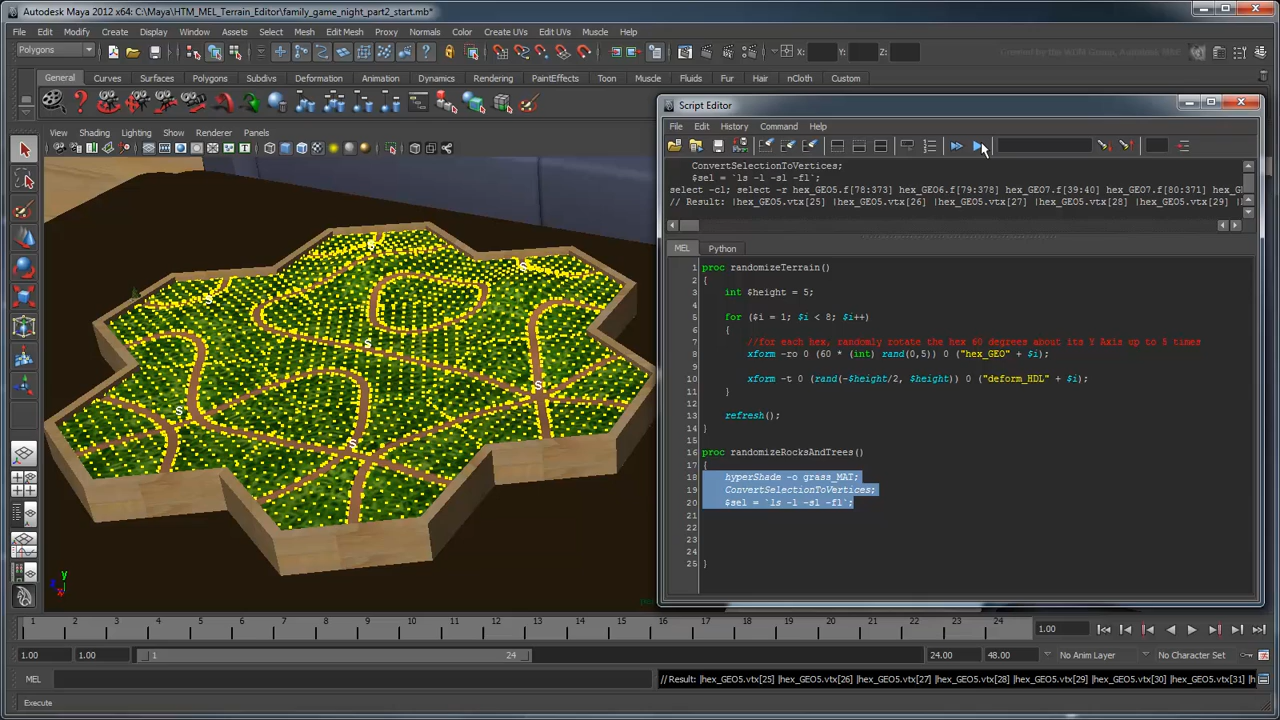 Autodesk Maya 2012 x64: C:\Maya\HTM_MEL_Terrain_Editor\family_game_night_part2_start.mb*
File Edit Modify Create Display Window Assets Select Mesh Edit Mesh Proxy Normals Color Create UVs Edit UVs Muscle Help
Polygons
X: Y: Z:
General Curves Surfaces Polygons Subdivs Deformation Animation Dynamics Rendering PaintEffects Toon Muscle Fluids Fur Hair nCloth Custom
View Shading Lighting Show Renderer Panels
Script Editor
File Edit History Command Help
ConvertSelectionToVertices;
$sel = `ls -l -sl -fl`;
select -cl; select -r hex_GEO5.f[78:373] hex_GEO6.f[79:378] hex_GEO7.f[39:40] hex_GEO7.f[80:371] hex_G
// Result: |hex_GEO5.vtx[25] |hex_GEO5.vtx[26] |hex_GEO5.vtx[27] |hex_GEO5.vtx[28] |hex_GEO5.vtx[29] |he
MEL Python
1 proc randomizeTerrain()
2 {
3 int $height = 5;
4
5 for ($i = 1; $i < 8; $i++)
6 {
7 //for each hex, randomly rotate the hex 60 degrees about its Y Axis up to 5 times
8 xform -ro 0 (60 * (int) rand(0,5)) 0 ("hex_GEO" + $i);
9
10 xform -t 0 (rand(-$height/2, $height)) 0 ("deform_HDL" + $i);
11 }
12
13 refresh();
14 }
15
16 proc randomizeRocksAndTrees()
17 {
18 hyperShade -o grass_MAT;
19 ConvertSelectionToVertices;
20 $sel = `ls -l -sl -fl`;
21
22
23
24
25 }
S
S
S
S
S
S
S
y
x
1 2 3 4 5 6 7 8 9 10 11 12 13 14 15 16 17 18 19 20 21 22 23 24 1.00
1.00 1.00 1 24 24.00 48.00 No Anim Layer No Character Set
MEL // Result: |hex_GEO5.vtx[25] |hex_GEO5.vtx[26] |hex_GEO5.vtx[27] |hex_GEO5.vtx[28] |hex_GEO5.vtx[29] |hex_GEO5.vtx[30] |hex_GEO5.vtx[31] |h
Execute